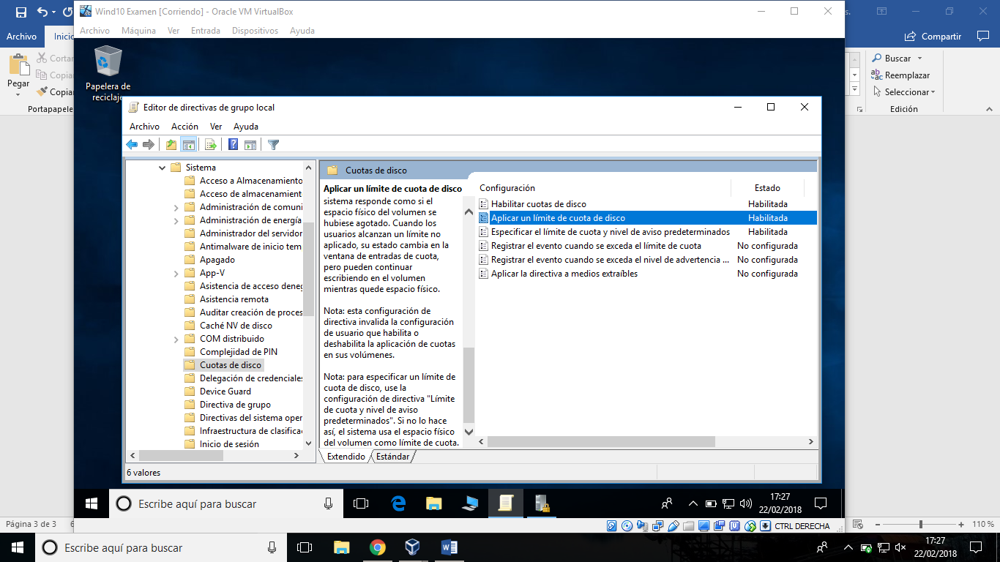 Wind10 Examen [Corriendo] - Oracle VM VirtualBox
Archivo Máquina Ver Entrada Dispositivos Ayuda
Archivo Inicio
Compartir
Cortar
Copiar
Pegar
Copiar
Portapapeles
Buscar
Reemplazar
Seleccionar
Edición
Papelera de
reciclaje
Editor de directivas de grupo local
Archivo Acción Ver Ayuda
Sistema
Acceso a Almacenamiento
Acceso de almacenamient
Administración de comuni
Administración de energía
Administrador del servidor
Antimalware de inicio tem
Apagado
App-V
Asistencia de acceso deneg
Asistencia remota
Auditar creación de proces
Caché NV de disco
COM distribuido
Complejidad de PIN
Cuotas de disco
Delegación de credenciales
Device Guard
Directiva de grupo
Directivas del sistema oper
Infraestructura de clasifica
Inicio de sesión
Cuotas de disco
Aplicar un límite de cuota de disco
sistema responde como si el
espacio físico del volumen se
hubiese agotado. Cuando los
usuarios alcanzan un límite no
aplicado, su estado cambia en la
ventana de entradas de cuota,
pero pueden continuar
escribiendo en el volumen
mientras quede espacio físico.
Nota: esta configuración de
directiva invalida la configuración
de usuario que habilita o
deshabilita la aplicación de cuotas
en sus volúmenes.
Nota: para especificar un límite de
cuota de disco, use la
configuración de directiva "Límite
de cuota y nivel de aviso
predeterminados". Si no lo hace
así, el sistema usa el espacio físico
del volumen como límite de cuota.
Configuración Estado
Habilitar cuotas de disco Habilitada
Aplicar un límite de cuota de disco Habilitada
Especificar el límite de cuota y nivel de aviso predeterminados Habilitada
Registrar el evento cuando se exceda el límite de cuota No configurada
Registrar el evento cuando se exceda el nivel de advertencia ... No configurada
Aplicar la directiva a medios extraíbles No configurada
Extendido Estándar
6 valores
Escribe aquí para buscar
17:27
22/02/2018
CTRL DERECHA
Página 3 de 3 6
110 %
Escribe aquí para buscar
17:27
22/02/2018